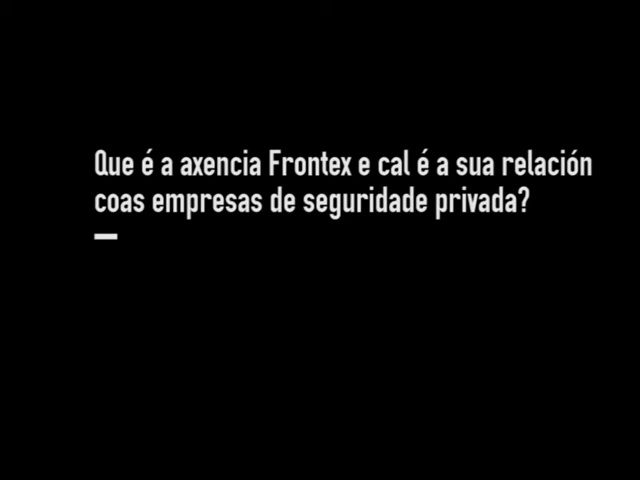 Que é a axencia Frontex e cal é a sua relación
coas empresas de seguridade privada?